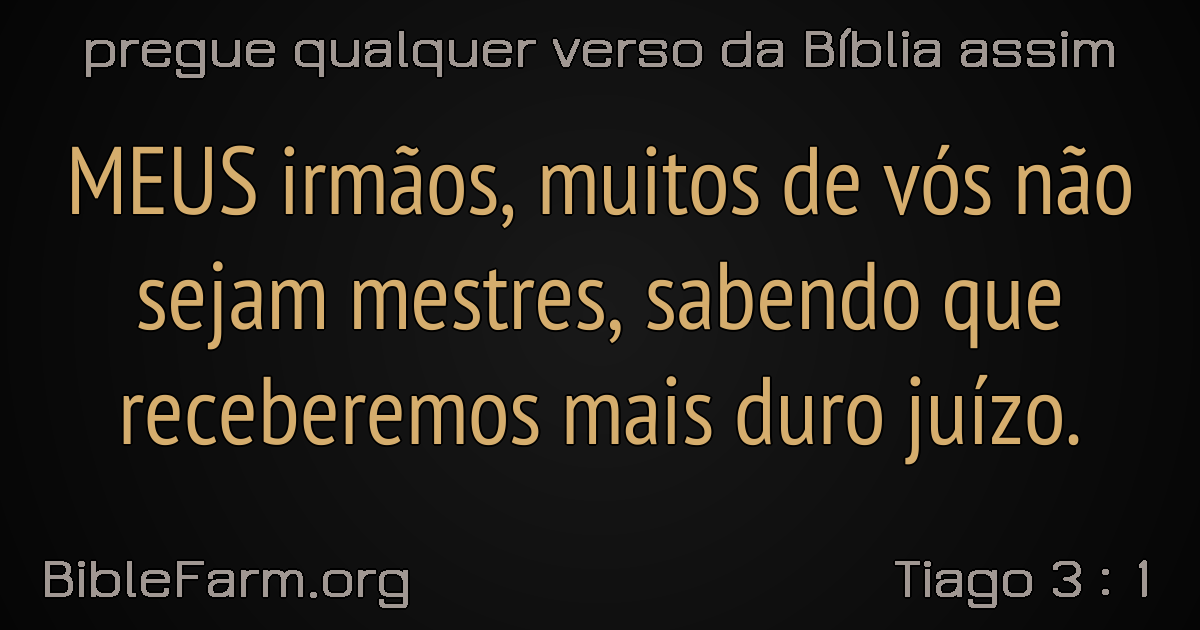 pregue qualquer verso da Bíblia assim
MEUS irmãos, muitos de vós não
sejam mestres, sabendo que
receberemos mais duro juízo.
BibleFarm.org
Tiago 3 : 1